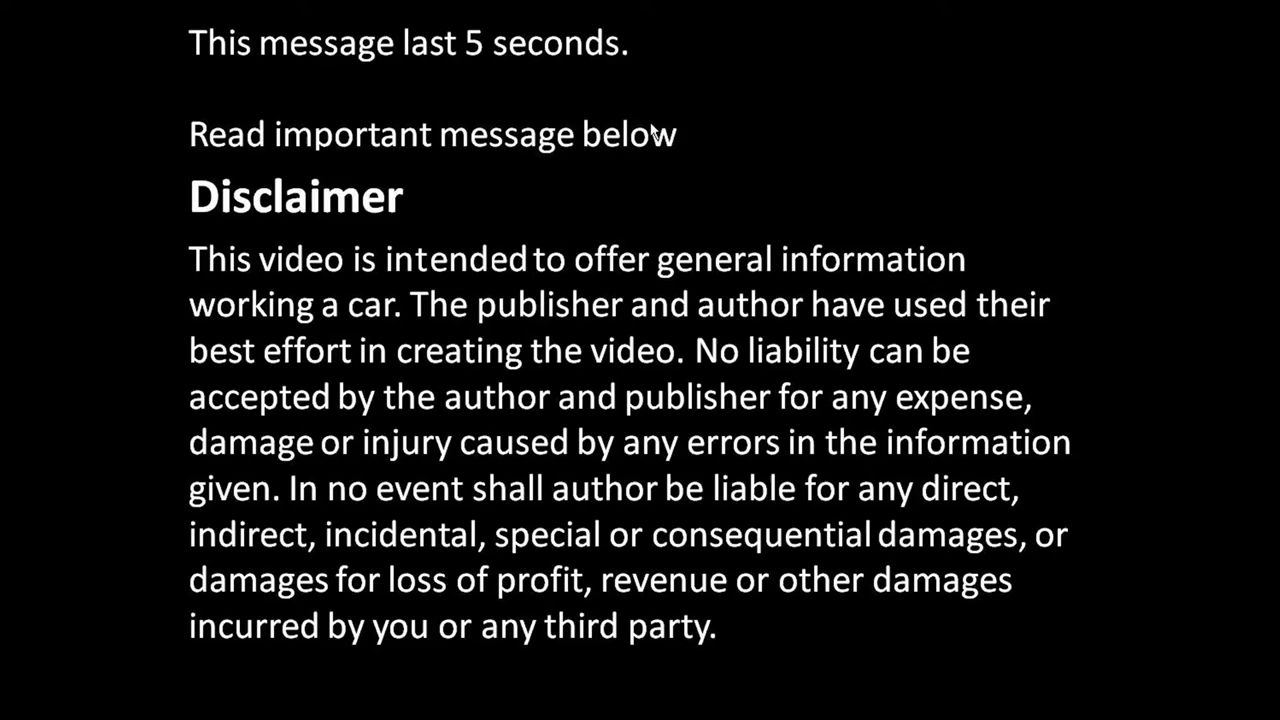 This message last 5 seconds.
Read important message below
Disclaimer
This video is intended to offer general information
working a car. The publisher and author have used their
best effort in creating the video. No liability can be
accepted by the author and publisher for any expense,
damage or injury caused by any errors in the information
given. In no event shall author be liable for any direct,
indirect, incidental, special or consequential damages, or
damages for loss of profit, revenue or other damages
incurred by you or any third party.